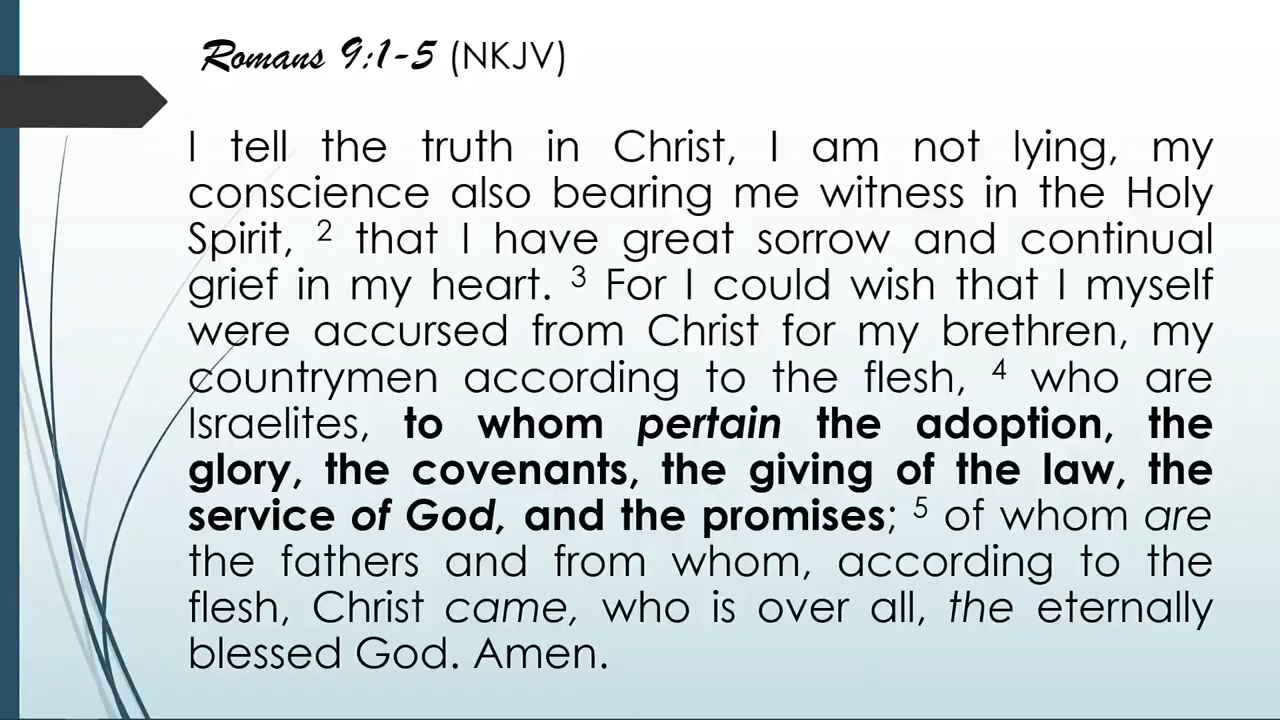 Romans 9:1-5 (NKJV)
I tell the truth in Christ, I am not lying, my
conscience also bearing me witness in the Holy
Spirit, 2 that I have great sorrow and continual
grief in my heart. 3 For I could wish that I myself
were accursed from Christ for my brethren, my
countrymen according to the flesh, 4 who are
Israelites, to whom pertain the adoption, the
glory, the covenants, the giving of the law, the
service of God, and the promises; 5 of whom are
the fathers and from whom, according to the
flesh, Christ came, who is over all, the eternally
blessed God. Amen.